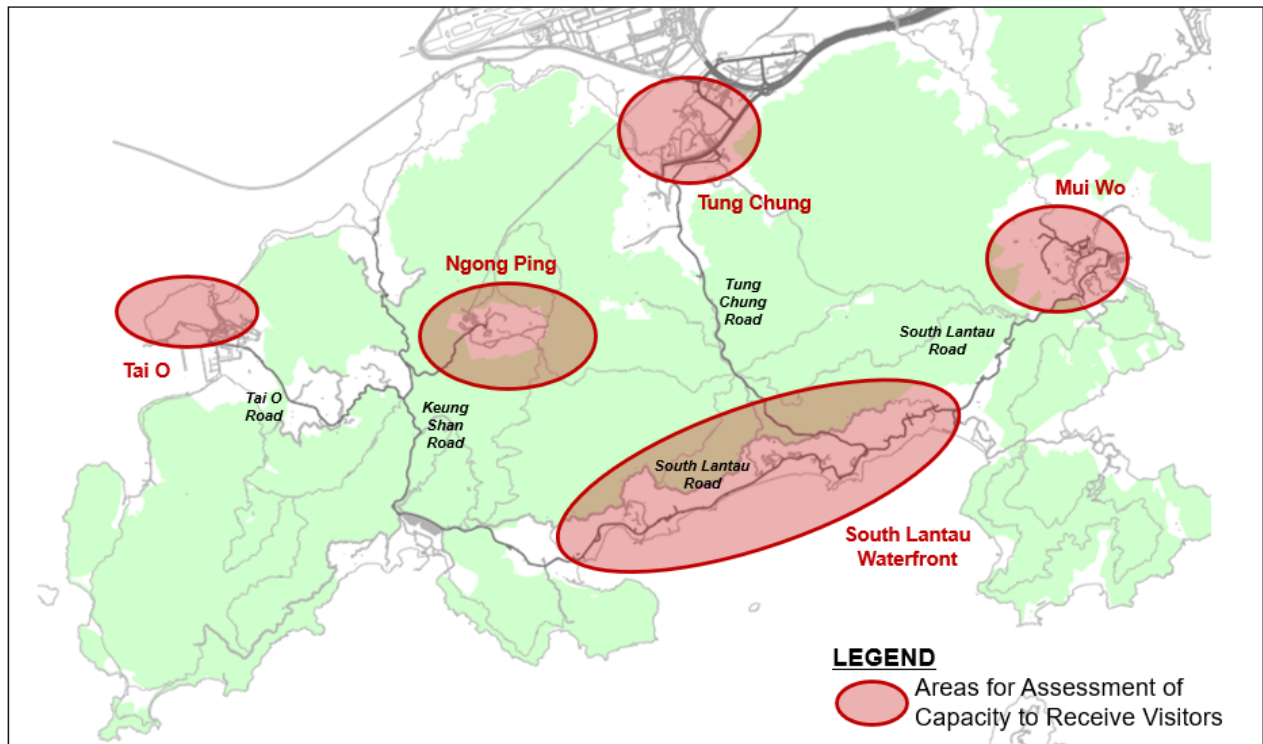 Tung Chung
Mui Wo
Ngong Ping
Tung
Chung
Road
South Lantau
Road
Tai O
Tai O
Road
Keung
Shan
Road
South Lantau
Road
South Lantau
Waterfront
LEGEND
Areas for Assessment of
Capacity to Receive Visitors